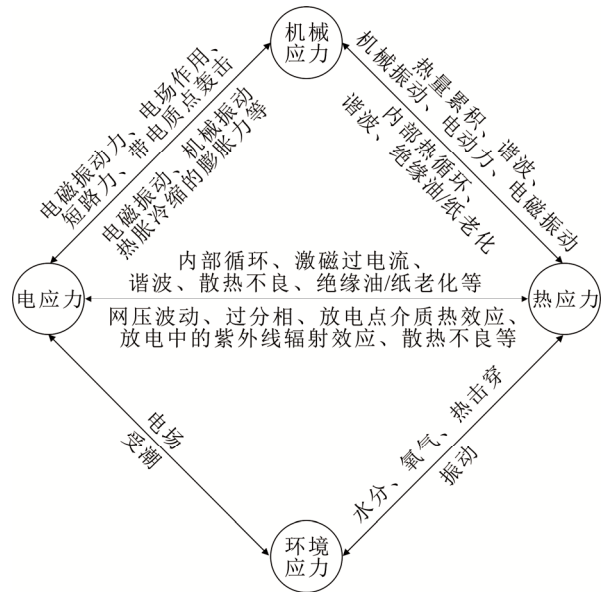 机械
应力
电磁振动力、电场作用、
短路力、带电质点轰击
电磁振动、机械振动
热胀冷缩的膨胀力等
热量累积、谐波、
机械振动、电动力、电磁振动
内部热循环、
谐波、绝缘油/纸老化
电应力
内部循环、激磁过电流、
谐波、散热不良、绝缘油/纸老化等
网压波动、过分相、放电点介质热效应、
放电中的紫外线辐射效应、散热不良等
热应力
电场
受潮
水分、氧气、热击穿
振动
环境
应力